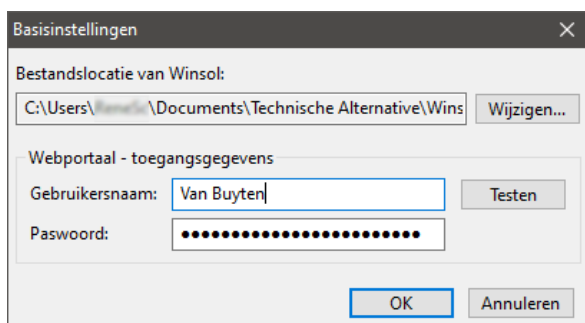 Basisinstellingen
Bestandslocatie van Winsol:
C:\Users\ \Documents\Technische Alternative\Wins
Wijzigen...
Webportaal - toegangsgegevens
Gebruikersnaam: Van Buyten
Testen
Paswoord: ●●●●●●●●●●●●●●●●●●●●●●●●
OK Annuleren